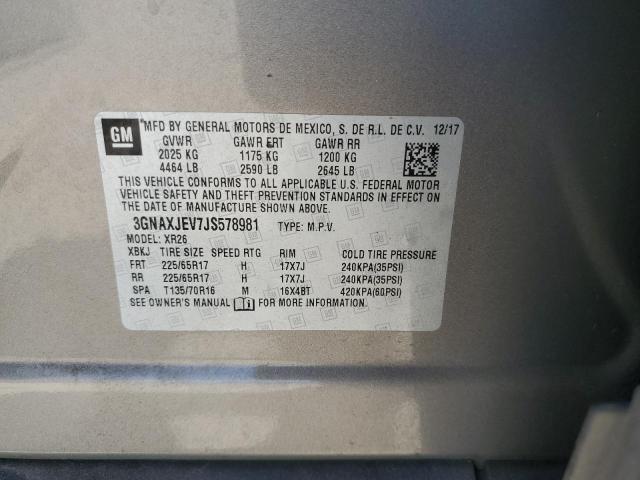 GM
MFD BY GENERAL MOTORS DE MEXICO, S. DE R.L. DE C.V. 12/17
GVWR GAWR FRT GAWR RR
2025 KG 1175 KG 1200 KG
4464 LB 2590 LB 2645 LB
THIS VEHICLE CONFORMS TO ALL APPLICABLE U.S. FEDERAL MOTOR
VEHICLE SAFETY AND THEFT PREVENTION STANDARDS IN EFFECT ON
THE DATE OF MANUFACTURE SHOWN ABOVE.
3GNAXJEV7JS578981 TYPE: M.P.V.
MODEL: XR26
XBKJ TIRE SIZE SPEED RTG RIM COLD TIRE PRESSURE
FRT 225/65R17 H 17X7J 240KPA(35PSI)
RR 225/65R17 H 17X7J 240KPA(35PSI)
SPA T135/70R16 M 16X4BT 420KPA(60PSI)
SEE OWNER'S MANUAL FOR MORE INFORMATION.